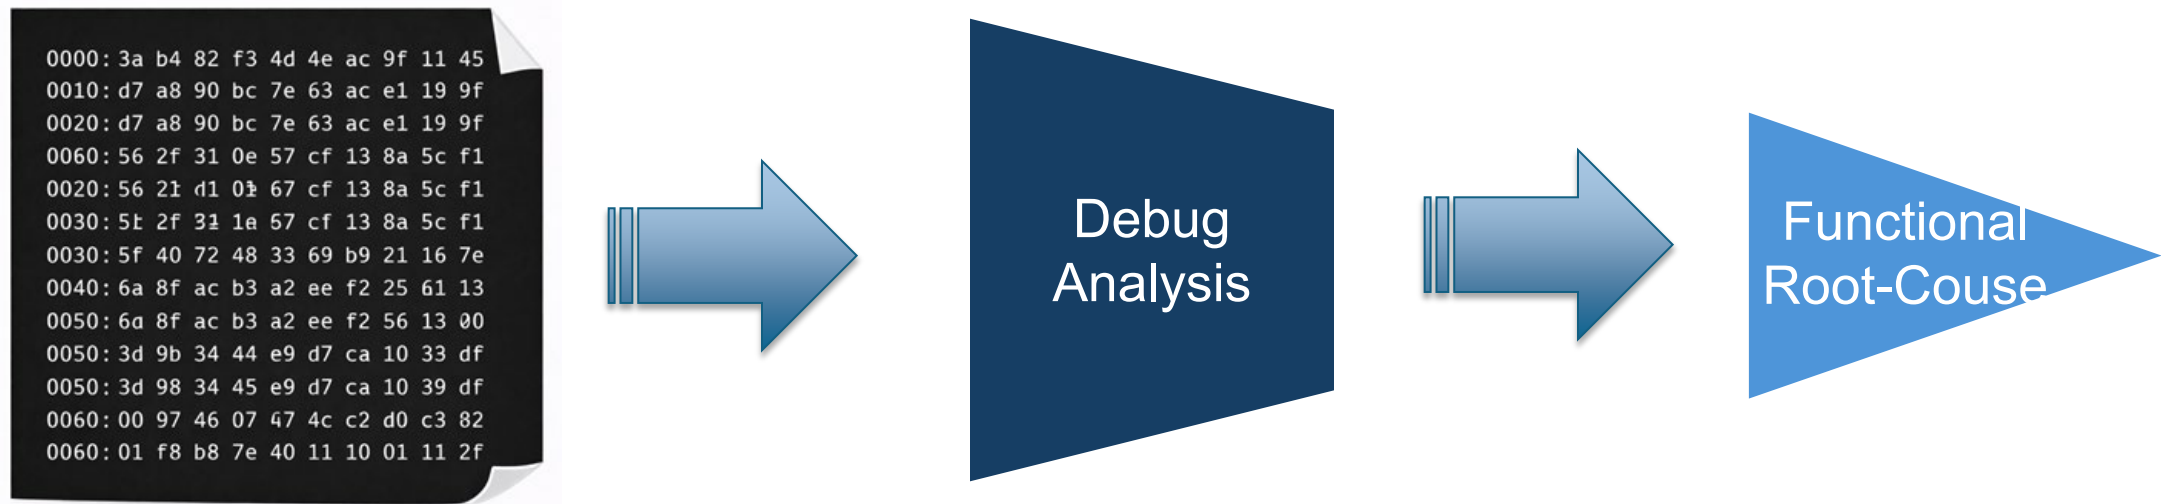 0000: 3a b4 82 f3 4d 4e ac 9f 11 45
0010: d7 a8 90 bc 7e 63 ac e1 19 9f
0020: d7 a8 90 bc 7e 63 ac e1 19 9f
0060: 56 2f 31 0e 57 cf 13 8a 5c f1
0020: 56 67 cf 13 8a 5c f1
0030: 2f 1e 57 cf 13 8a 5c f1
0030: 5f 40 72 48 33 69 b9 21 16 7e
0040: 6a 8f ac b3 a2 ee f2 25 61 13
0050: 6a 8f ac b3 a2 ee f2 56 13 00
0050: 3d 9b 34 44 e9 d7 ca 10 33 df
0050: 3d 98 34 45 e9 d7 ca 10 39 df
0060: 00 97 46 07 47 4c c2 d0 c3 82
0060: 01 f8 b8 7e 40 11 10 01 11 2f
Debug
Analysis
Functional
Root-Couse